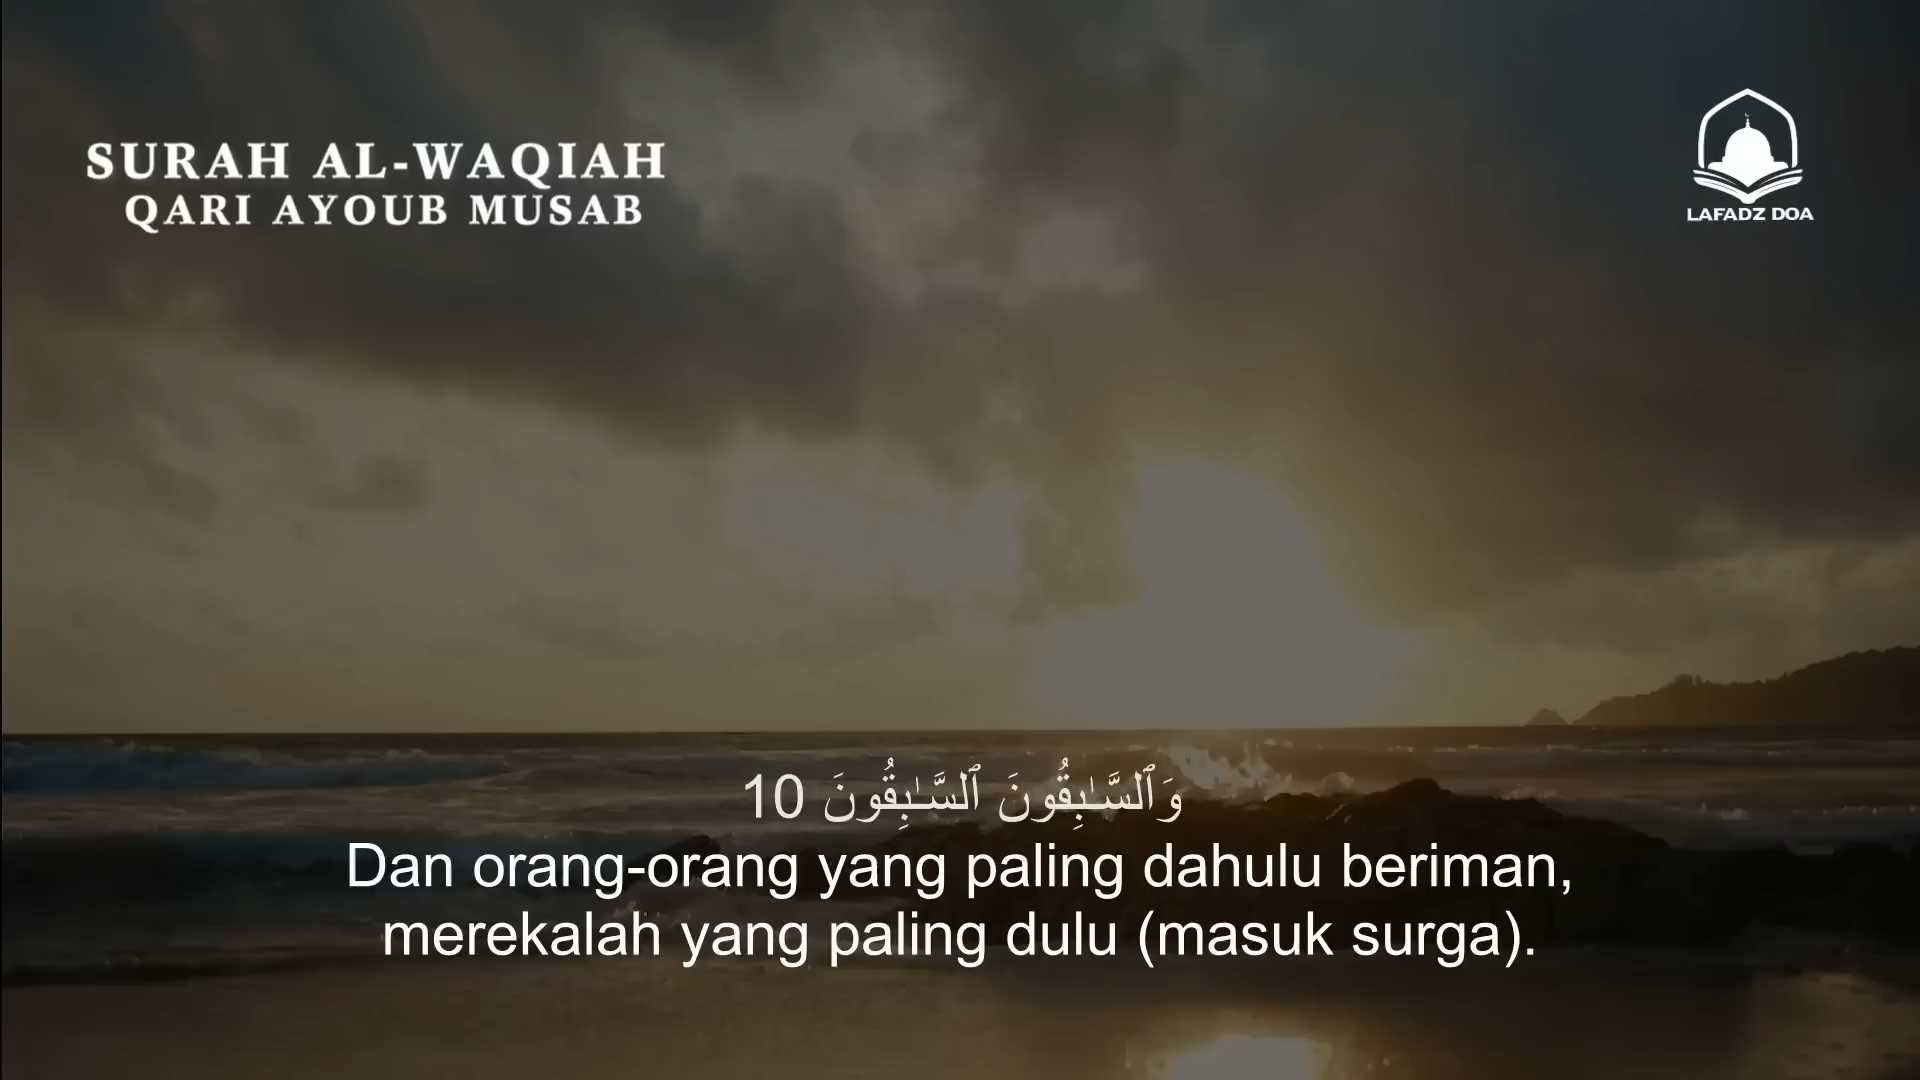 SURAH AL-WAQIAH
QARI AYOUB MUSAB
LAFADZ DOA
وَٱلسَّـٰبِقُونَ ٱلسَّـٰبِقُونَ 10
Dan orang-orang yang paling dahulu beriman,
merekalah yang paling dulu (masuk surga).